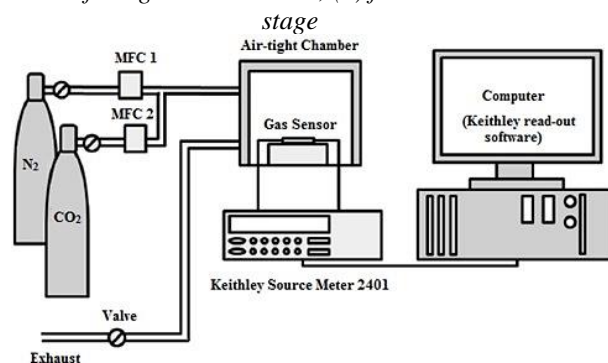 stage
Air-tight Chamber
MFC 1
MFC 2
Gas Sensor
N₂
CO₂
Computer
(Keithley read-out
software)
Keithley Source Meter 2401
Valve
Exhaust